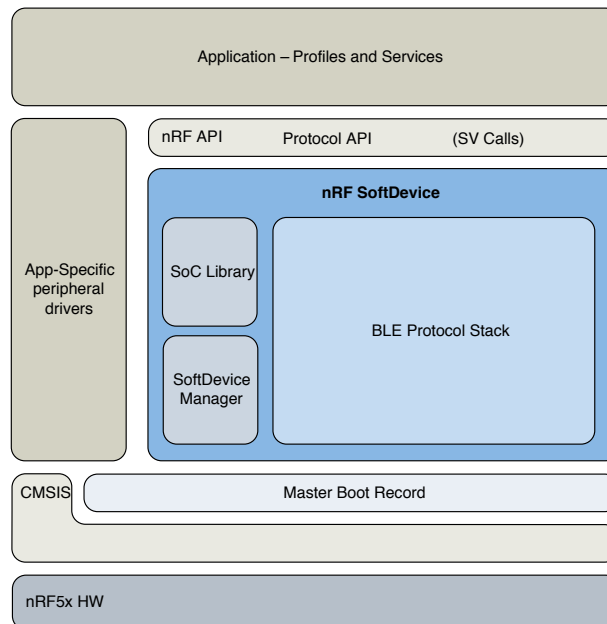 Application – Profiles and Services
nRF API Protocol API (SV Calls)
nRF SoftDevice
App-Specific
peripheral
drivers
SoC Library
BLE Protocol Stack
SoftDevice
Manager
CMSIS
Master Boot Record
nRF5x HW